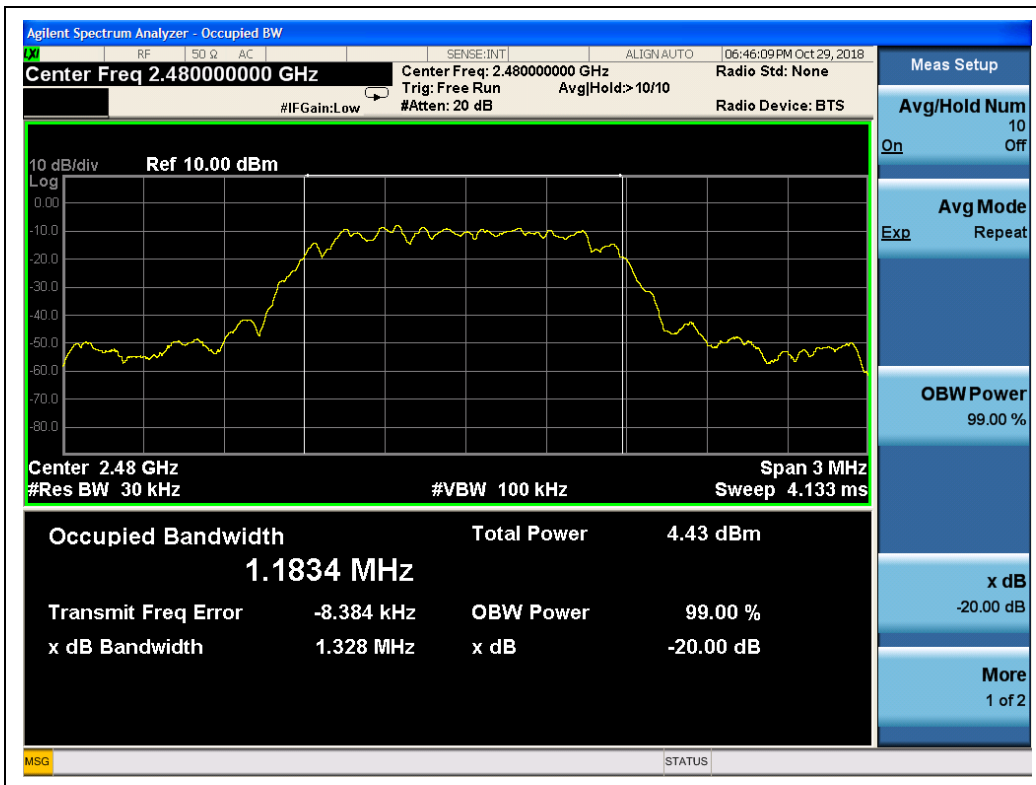 Agilent Spectrum Analyzer - Occupied BW
LXI RF 50 Ω AC SENSE:INT ALIGN AUTO 06:46:09 PM Oct 29, 2018
Center Freq 2.480000000 GHz
Center Freq: 2.480000000 GHz
Radio Std: None
Trig: Free Run Avg|Hold:> 10/10
#IFGain:Low
#Atten: 20 dB
Radio Device: BTS
10 dB/div Ref 10.00 dBm
Log
0.00
-10.0
-20.0
-30.0
-40.0
-50.0
-60.0
-70.0
-80.0
Center 2.48 GHz Span 3 MHz
#Res BW 30 kHz #VBW 100 kHz Sweep 4.133 ms
Occupied Bandwidth Total Power 4.43 dBm
1.1834 MHz
Transmit Freq Error -8.384 kHz OBW Power 99.00 %
x dB Bandwidth 1.328 MHz x dB -20.00 dB
Meas Setup
Avg/Hold Num
10
On Off
Avg Mode
Exp Repeat
OBW Power
99.00 %
x dB
-20.00 dB
More
1 of 2
MSG STATUS